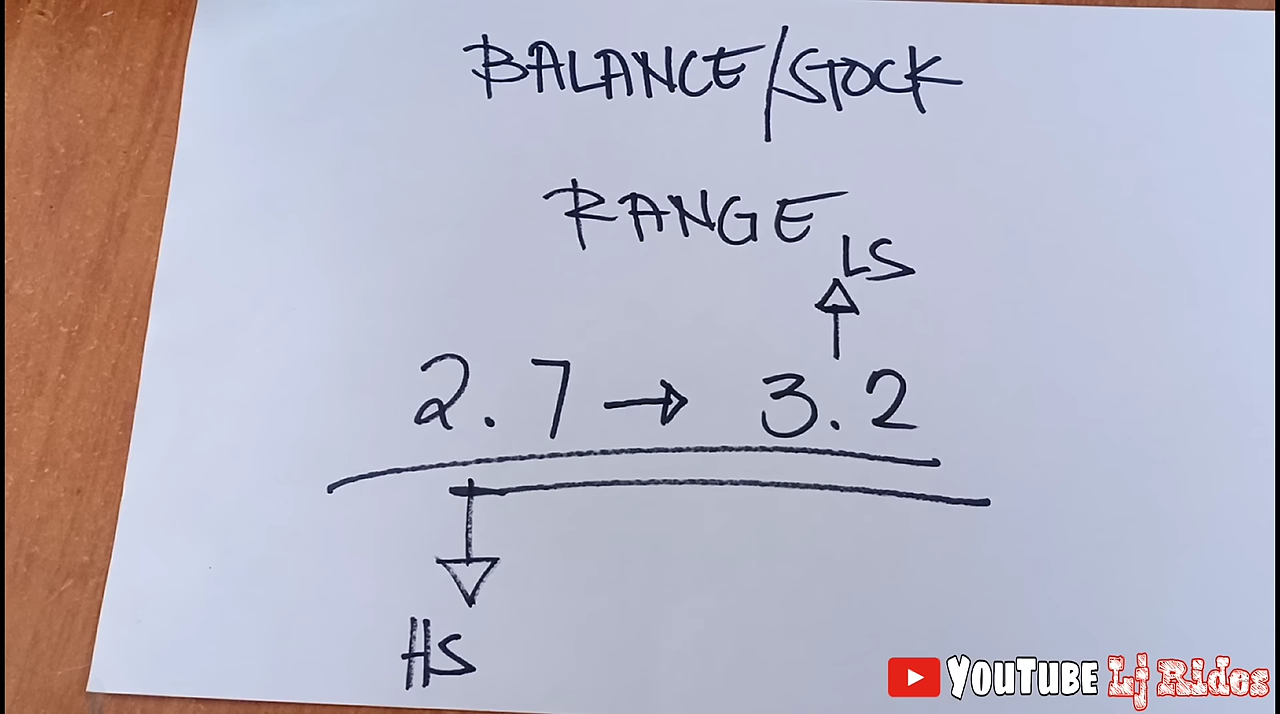 BALANCE/STOCK
RANGE
LS
2.7 → 3.2
HS
YouTube Lj Rides